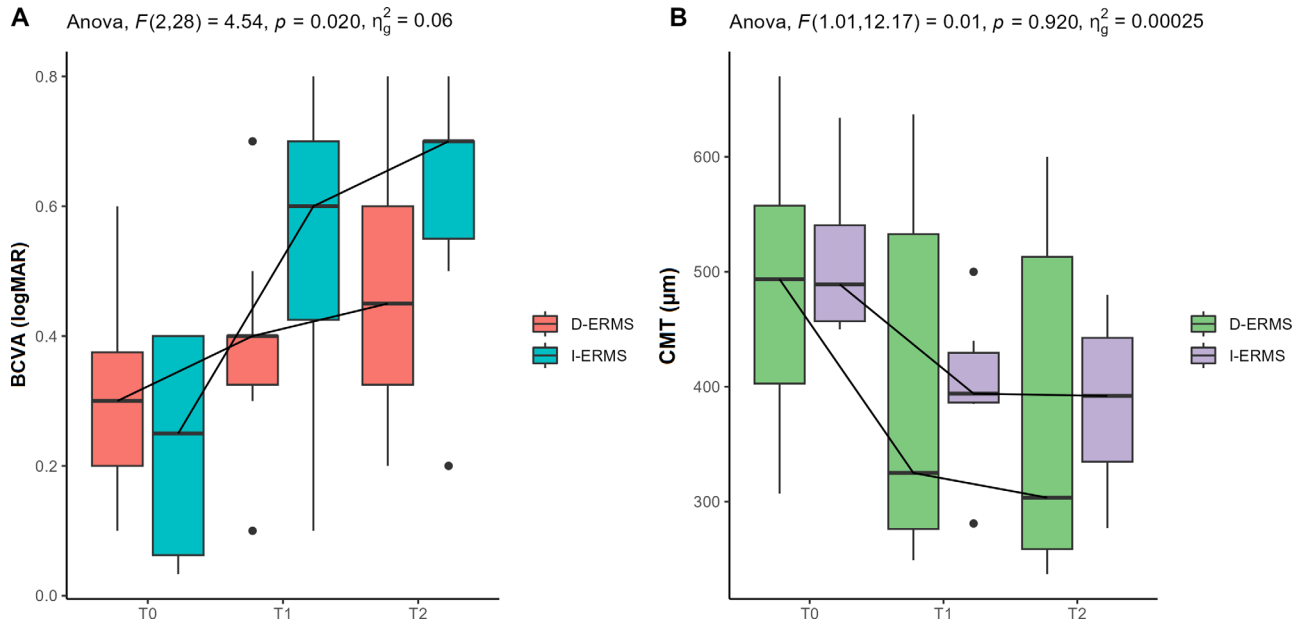 A
Anova, F(2,28) = 4.54, p = 0.020, η²g = 0.06
BCVA (logMAR)
0.8
0.6
0.4
0.2
0.0
T0 T1 T2
D-ERMS
I-ERMS
B
Anova, F(1.01,12.17) = 0.01, p = 0.920, η²g = 0.00025
CMT (µm)
600
500
400
300
T0 T1 T2
D-ERMS
I-ERMS